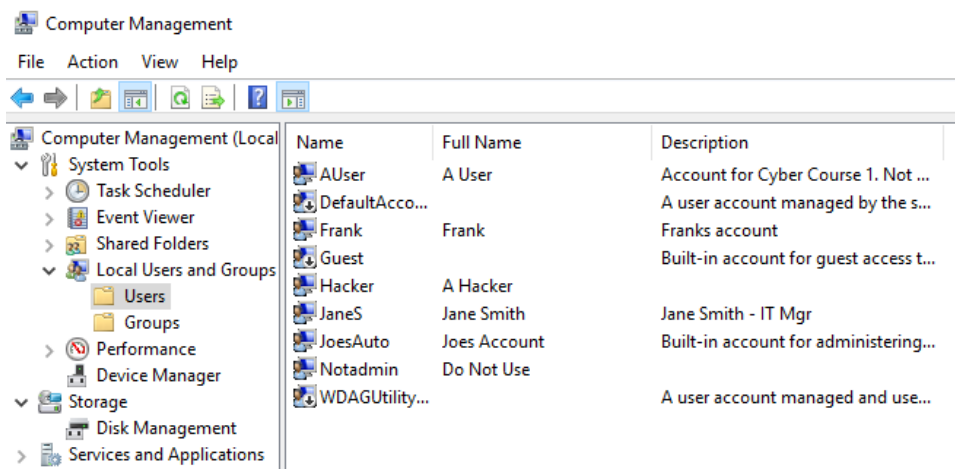 Computer Management
File Action View Help
Computer Management (Local
System Tools
Task Scheduler
Event Viewer
Shared Folders
Local Users and Groups
Users
Groups
Performance
Device Manager
Storage
Disk Management
Services and Applications
Name Full Name Description
AUser A User Account for Cyber Course 1. Not ...
DefaultAcco... A user account managed by the s...
Frank Frank Franks account
Guest Built-in account for guest access t...
Hacker A Hacker
JaneS Jane Smith Jane Smith - IT Mgr
JoesAuto Joes Account Built-in account for administering...
Notadmin Do Not Use
WDAGUtility... A user account managed and use...